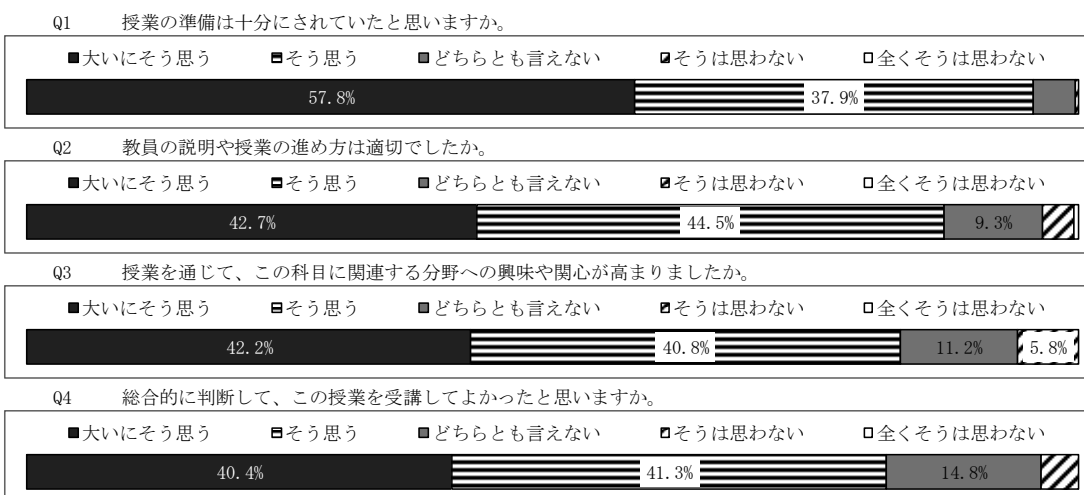 Q1 授業の準備は十分にされていたと思いますか。
■大いにそう思う ■そう思う ■どちらとも言えない ■そうは思わない □全くそうは思わない
57.8% 37.9%
Q2 教員の説明や授業の進め方は適切でしたか。
■大いにそう思う ■そう思う ■どちらとも言えない ■そうは思わない □全くそうは思わない
42.7% 44.5% 9.3%
Q3 授業を通じて、この科目に関連する分野への興味や関心が高まりましたか。
■大いにそう思う ■そう思う ■どちらとも言えない ■そうは思わない □全くそうは思わない
42.2% 40.8% 11.2% 5.8%
Q4 総合的に判断して、この授業を受講してよかったと思いますか。
■大いにそう思う ■そう思う ■どちらとも言えない ■そうは思わない □全くそうは思わない
40.4% 41.3% 14.8%